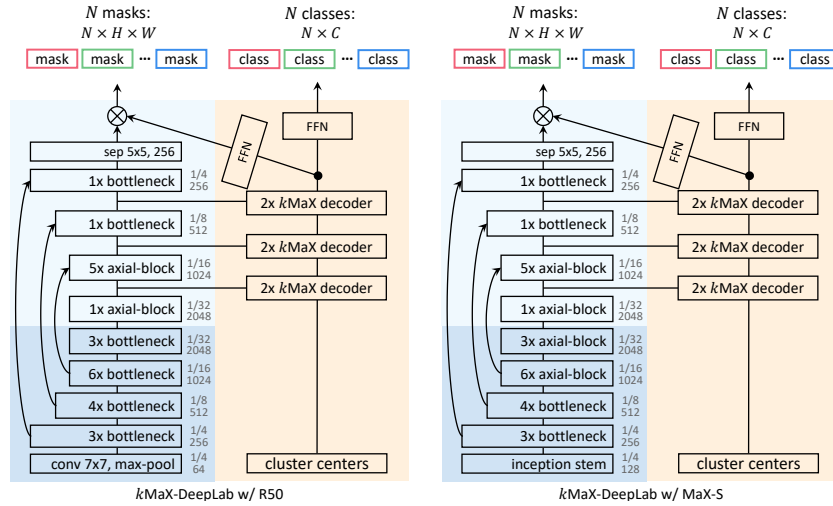 N masks:
N × H × W
mask mask ... mask
N classes:
N × C
class class ... class
FFN
FFN
sep 5x5, 256
1x bottleneck 1/4 256
2x kMaX decoder
1x bottleneck 1/8 512
2x kMaX decoder
5x axial-block 1/16 1024
2x kMaX decoder
1x axial-block 1/32 2048
3x bottleneck 1/32 2048
6x bottleneck 1/16 1024
4x bottleneck 1/8 512
3x bottleneck 1/4 256
conv 7x7, max-pool 1/4 64
cluster centers
kMaX-DeepLab w/ R50
N masks:
N × H × W
mask mask ... mask
N classes:
N × C
class class ... class
FFN
FFN
sep 5x5, 256
1x bottleneck 1/4 256
2x kMaX decoder
1x bottleneck 1/8 512
2x kMaX decoder
5x axial-block 1/16 1024
2x kMaX decoder
1x axial-block 1/32 2048
3x axial-block 1/32 2048
6x axial-block 1/16 1024
4x bottleneck 1/8 512
3x bottleneck 1/4 256
inception stem 1/4 128
cluster centers
kMaX-DeepLab w/ MaX-S